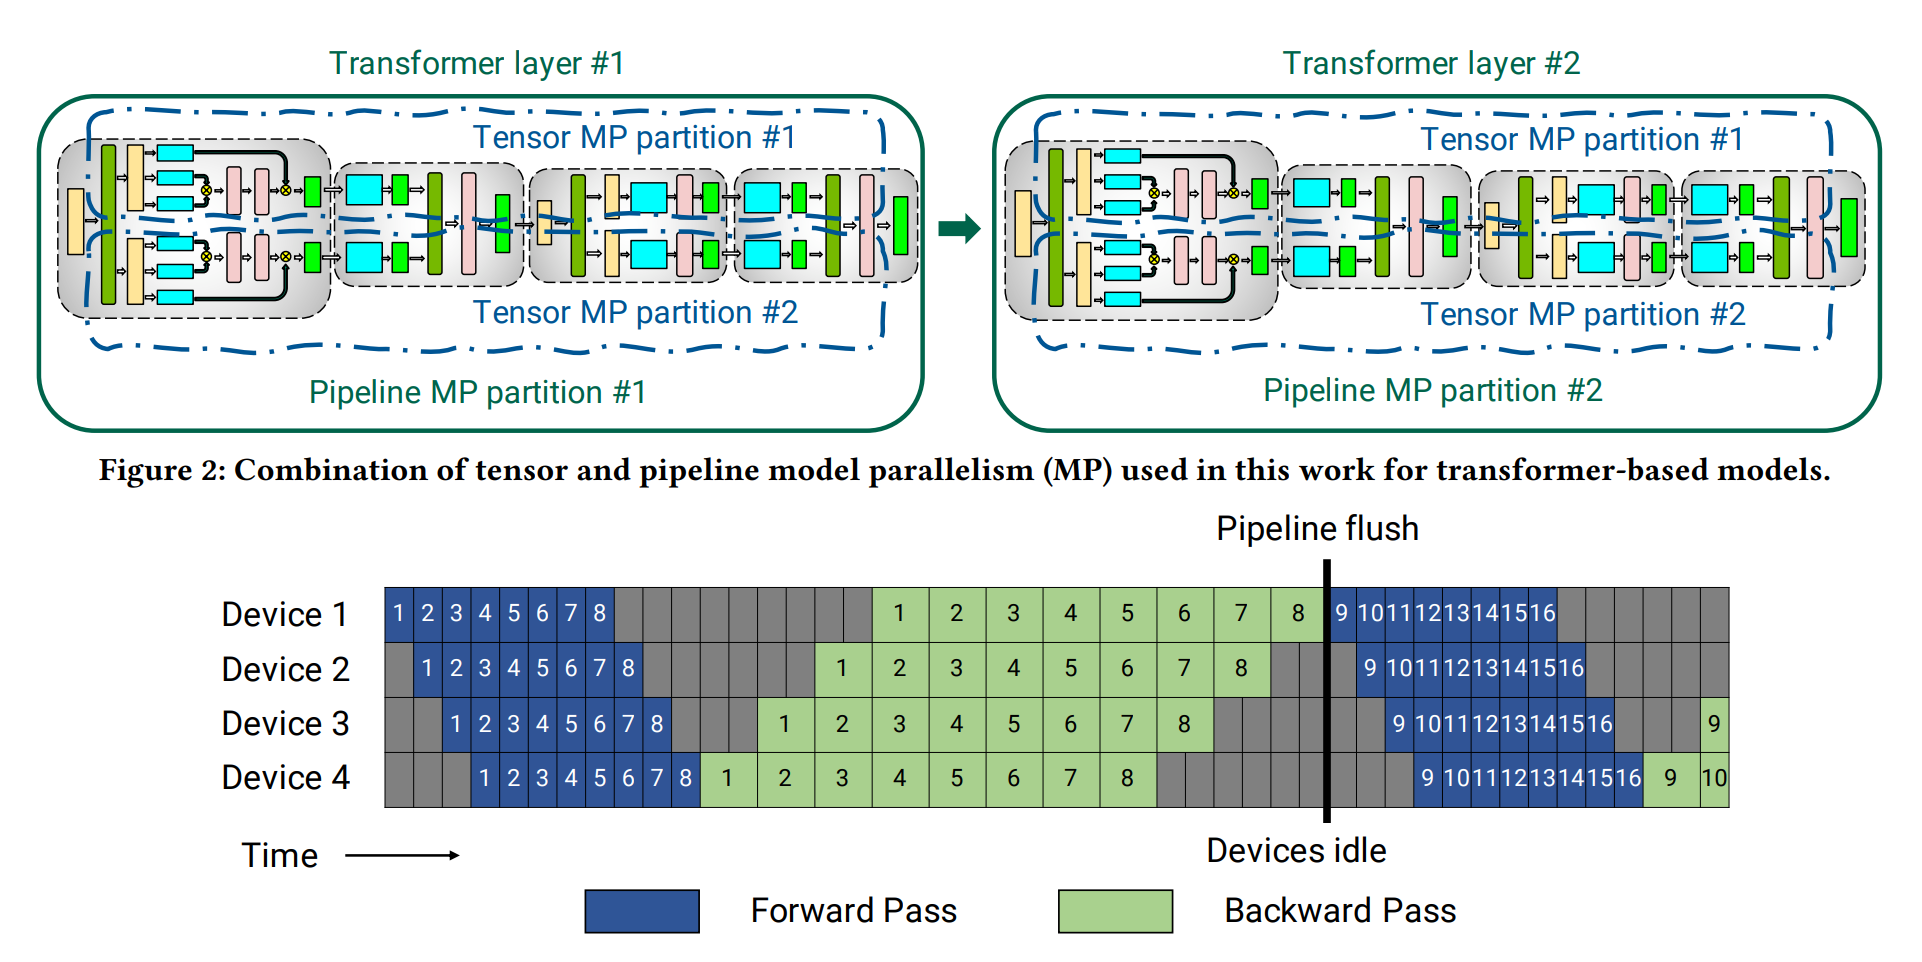 Transformer layer #1
Transformer layer #2
Tensor MP partition #1
Tensor MP partition #1
Tensor MP partition #2
Tensor MP partition #2
Pipeline MP partition #1
Pipeline MP partition #2
Figure 2: Combination of tensor and pipeline model parallelism (MP) used in this work for transformer-based models.
Pipeline flush
Device 1 1 2 3 4 5 6 7 8 1 2 3 4 5 6 7 8 9 10 11 12 13 14 15 16
Device 2 1 2 3 4 5 6 7 8 1 2 3 4 5 6 7 8 9 10 11 12 13 14 15 16
Device 3 1 2 3 4 5 6 7 8 1 2 3 4 5 6 7 8 9 10 11 12 13 14 15 16 9
Device 4 1 2 3 4 5 6 7 8 1 2 3 4 5 6 7 8 9 10 11 12 13 14 15 16 9 10
Time
Devices idle
Forward Pass
Backward Pass